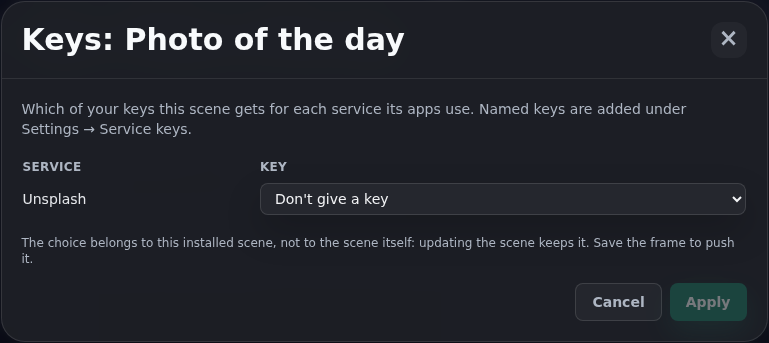 Keys: Photo of the day
×
Which of your keys this scene gets for each service its apps use. Named keys are added under
Settings → Service keys.
SERVICE KEY
Unsplash Don't give a key
The choice belongs to this installed scene, not to the scene itself: updating the scene keeps it. Save the frame to push
it.
Cancel Apply